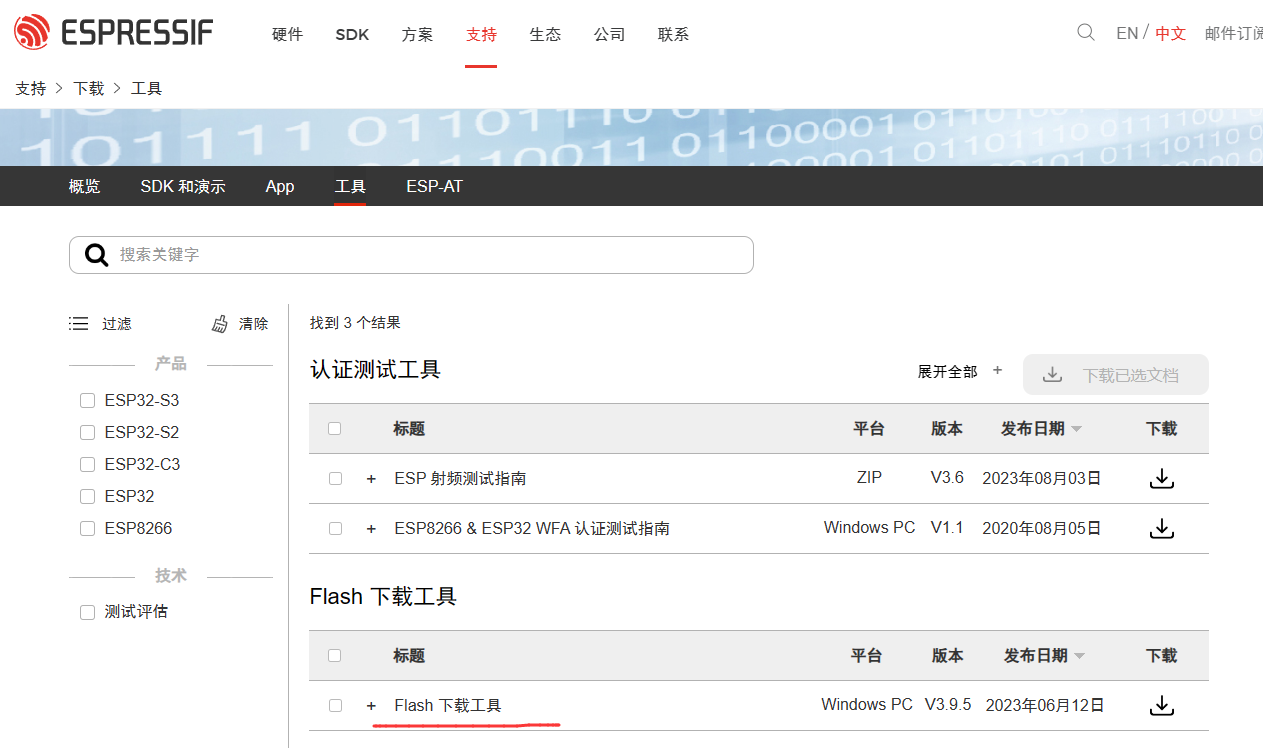 ESPRESSIF 硬件 SDK 方案 支持 生态 公司 联系 EN / 中文 邮件订阅
支持 > 下载 > 工具
概览 SDK 和演示 App 工具 ESP-AT
搜索关键字
过滤 清除
产品
ESP32-S3
ESP32-S2
ESP32-C3
ESP32
ESP8266
技术
测试评估
找到 3 个结果
认证测试工具 展开全部 + 下载已选文档
标题 平台 版本 发布日期 下载
+ ESP 射频测试指南 ZIP V3.6 2023年08月03日
+ ESP8266 & ESP32 WFA 认证测试指南 Windows PC V1.1 2020年08月05日
Flash 下载工具
标题 平台 版本 发布日期 下载
+ Flash 下载工具 Windows PC V3.9.5 2023年06月12日